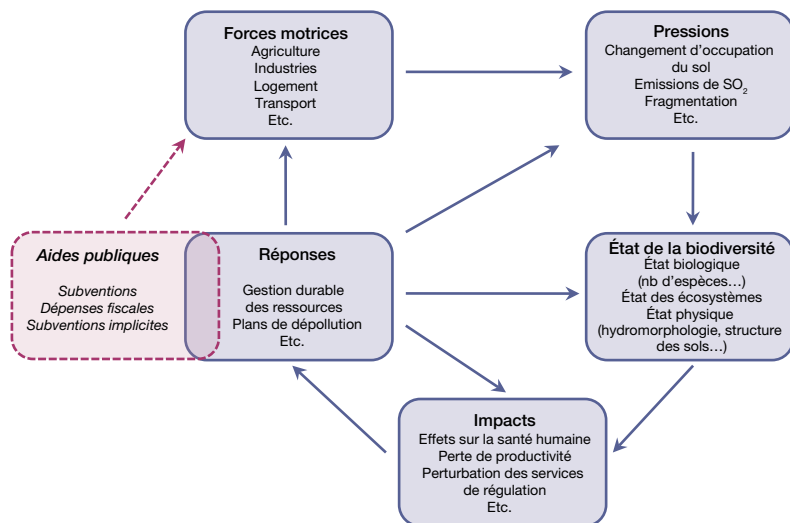 Forces motrices
Agriculture
Industries
Logement
Transport
Etc.
Pressions
Changement d’occupation
du sol
Emissions de SO₂
Fragmentation
Etc.
Aides publiques
Subventions
Dépenses fiscales
Subventions implicites
Réponses
Gestion durable
des ressources
Plans de dépollution
Etc.
État de la biodiversité
État biologique
(nb d’espèces…)
État des écosystèmes
État physique
(hydromorphologie, structure
des sols…)
Impacts
Effets sur la santé humaine
Perte de productivité
Perturbation des services
de régulation
Etc.